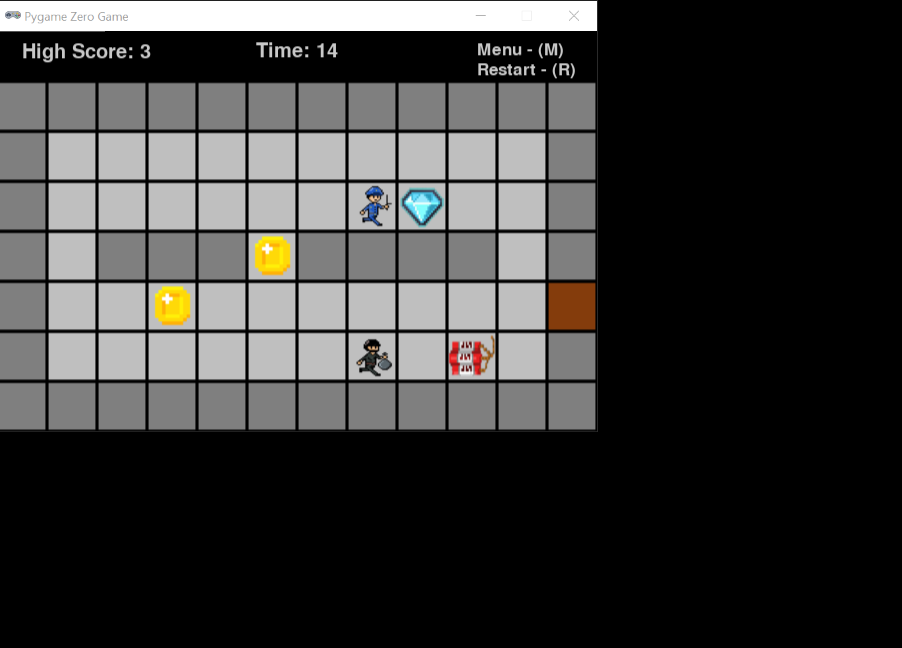 Pygame Zero Game
High Score: 3
Time: 14
Menu - (M)
Restart - (R)